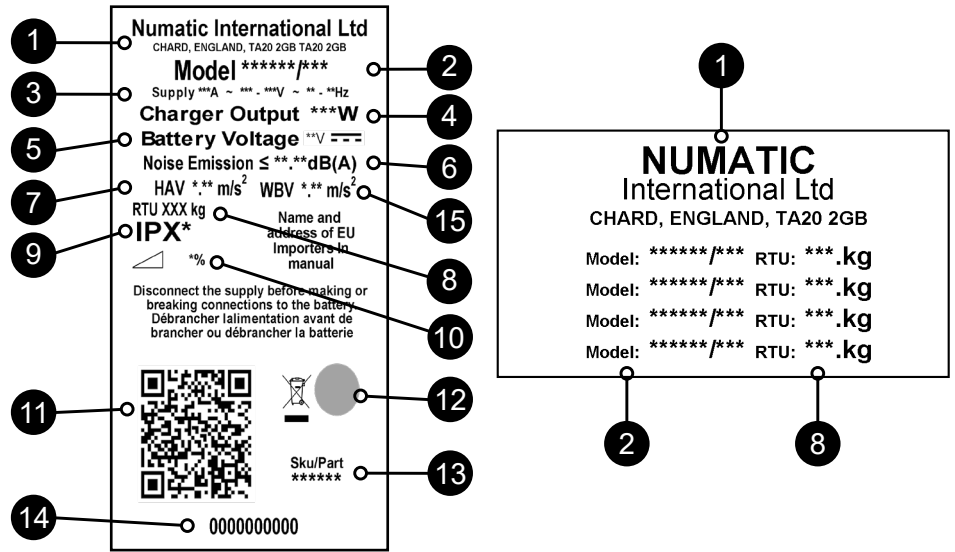 1
Numatic International Ltd
CHARD, ENGLAND, TA20 2GB TA20 2GB
Model ******/***
2
3
Supply ***A ~ *** - ***V ~ ** - **Hz
Charger Output ***W
4
5
Battery Voltage **V
Noise Emission ≤ **.**dB(A)
6
7
HAV *.** m/s² WBV *.** m/s²
15
RTU XXX kg
8
9
IPX*
Name and
address of EU
Importers In
manual
*%
10
Disconnect the supply before making or
breaking connections to the battery.
Débrancher lalimentation avant de
brancher ou débrancher la batterie
11
12
Sku/Part
******
13
14
0000000000
1
NUMATIC
International Ltd
CHARD, ENGLAND, TA20 2GB
Model: ******/*** RTU: ***.kg
Model: ******/*** RTU: ***.kg
Model: ******/*** RTU: ***.kg
Model: ******/*** RTU: ***.kg
2
8